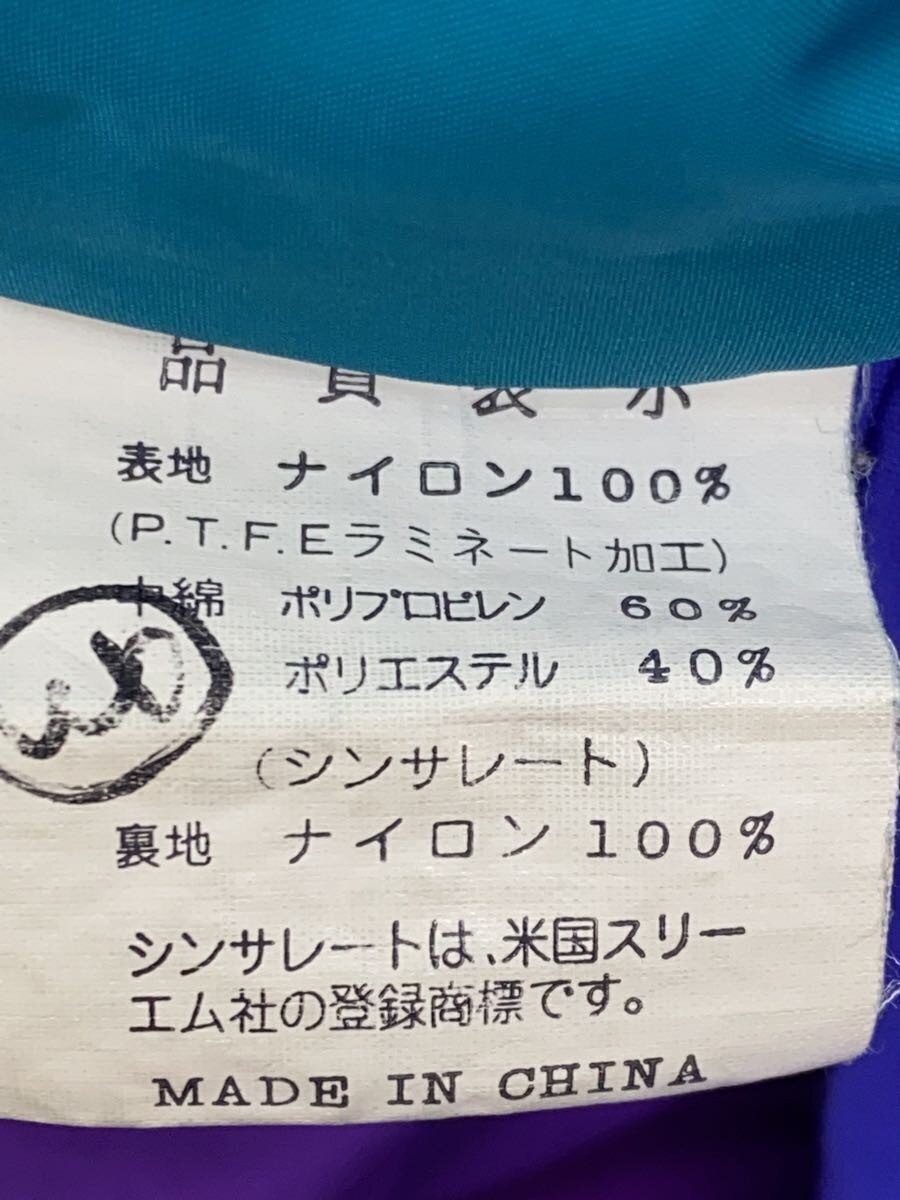 品質表示
表地 ナイロン100%
(P.T.F.Eラミネート加工)
中綿 ポリプロピレン 60%
ポリエステル 40%
(シンサレート)
裏地 ナイロン 100%
シンサレートは、米国スリー
エム社の登録商標です。
MADE IN CHINA